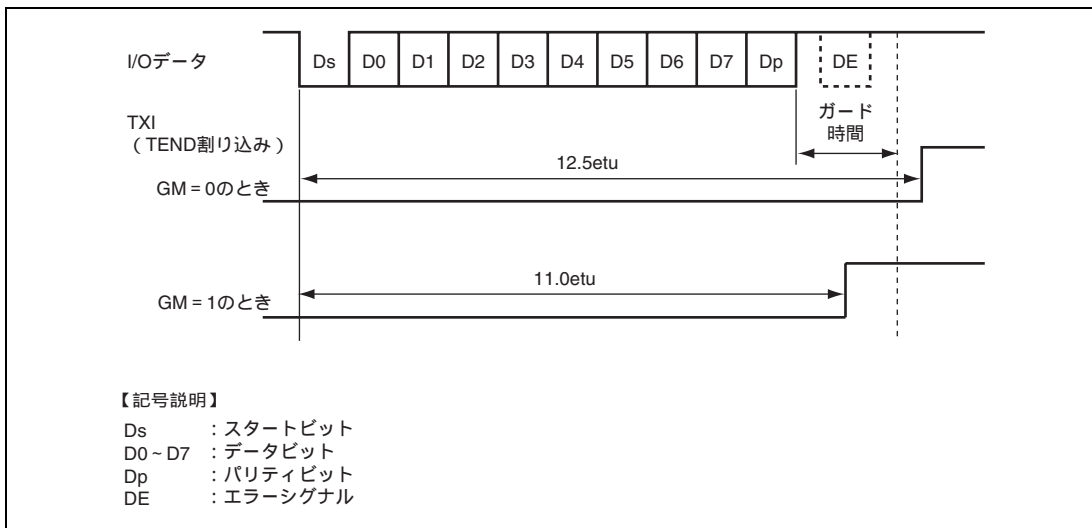 I/Oデータ
Ds D0 D1 D2 D3 D4 D5 D6 D7 Dp DE
ガード
時間
TXI
（TEND割り込み）
12.5etu
GM = 0のとき
11.0etu
GM = 1のとき
【記号説明】
Ds ：スタートビット
D0～D7 ：データビット
Dp ：パリティビット
DE ：エラーシグナル